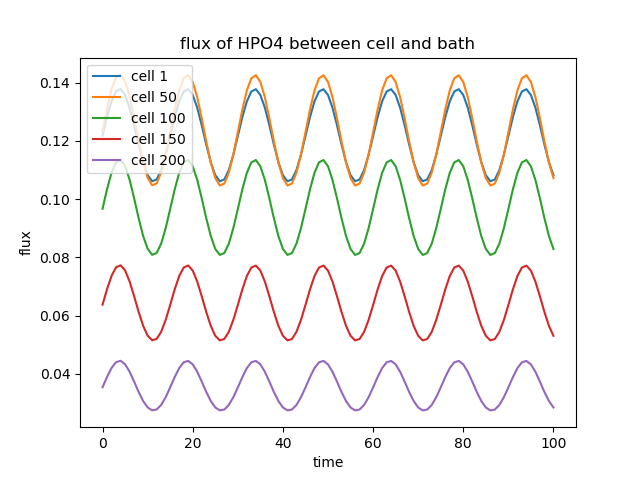 flux of HPO4 between cell and bath
cell 1
cell 50
cell 100
cell 150
cell 200
0.14
0.12
0.10
0.08
0.06
0.04
flux
0
20
40
60
80
100
time